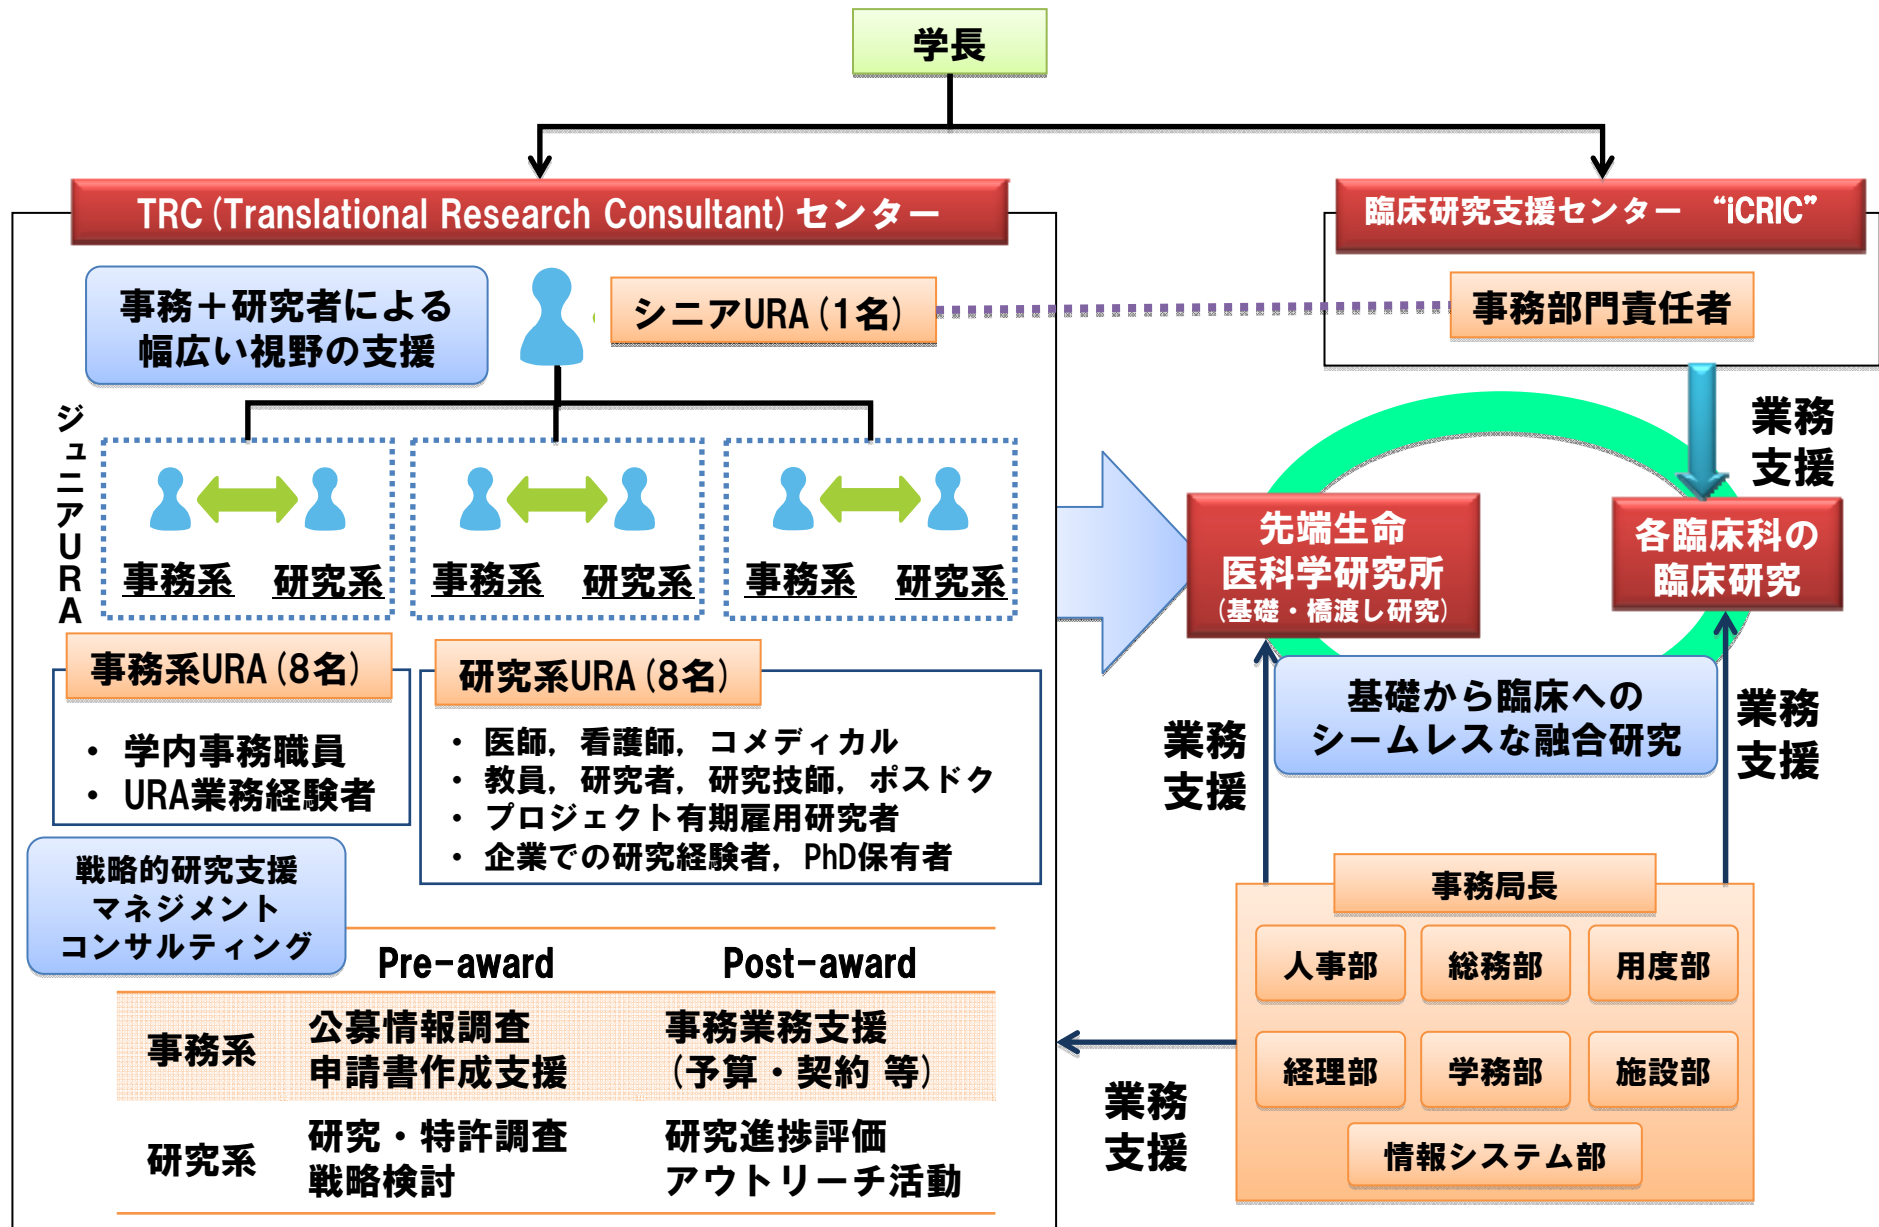 学長
TRC(Translational Research Consultant)センター
臨床研究支援センター “iCRIC”
事務＋研究者による
幅広い視野の支援
シニアURA(1名)
事務部門責任者
ジュニアURA
事務系 研究系
事務系 研究系
事務系 研究系
業務
支援
先端生命
医科学研究所
(基礎・橋渡し研究)
各臨床科の
臨床研究
基礎から臨床への
シームレスな融合研究
業務
支援
業務
支援
事務系URA(8名)
・ 学内事務職員
・ URA業務経験者
研究系URA(8名)
・ 医師，看護師，コメディカル
・ 教員，研究者，研究技師，ポスドク
・ プロジェクト有期雇用研究者
・ 企業での研究経験者，PhD保有者
戦略的研究支援
マネジメント
コンサルティング
Pre-award Post-award
事務系
公募情報調査
申請書作成支援
事務業務支援
(予算・契約 等)
研究系
研究・特許調査
戦略検討
研究進捗評価
アウトリーチ活動
業務
支援
事務局長
人事部 総務部 用度部
経理部 学務部 施設部
情報システム部